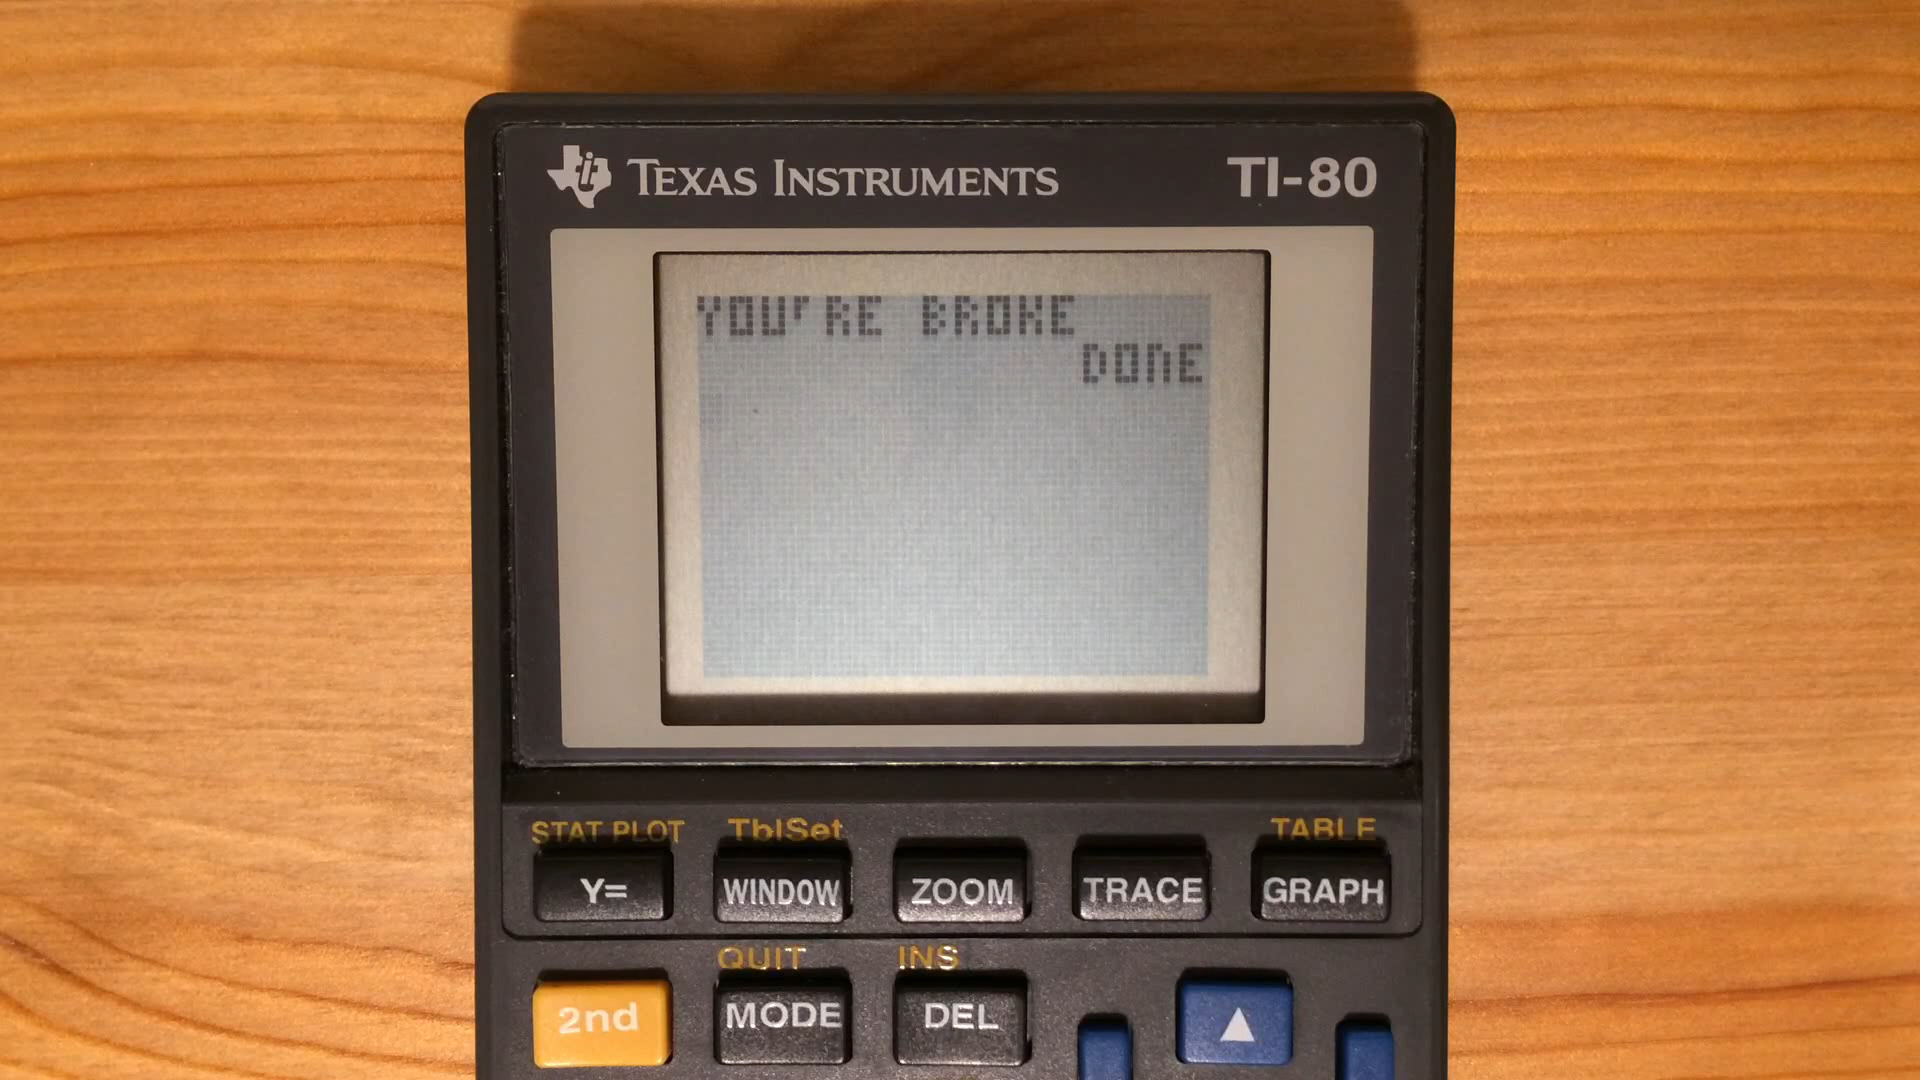 TEXAS INSTRUMENTS TI-80
YOU'RE BROKE
DONE
STAT PLOT TblSet TABLE
Y= WINDOW ZOOM TRACE GRAPH
QUIT INS
2nd MODE DEL